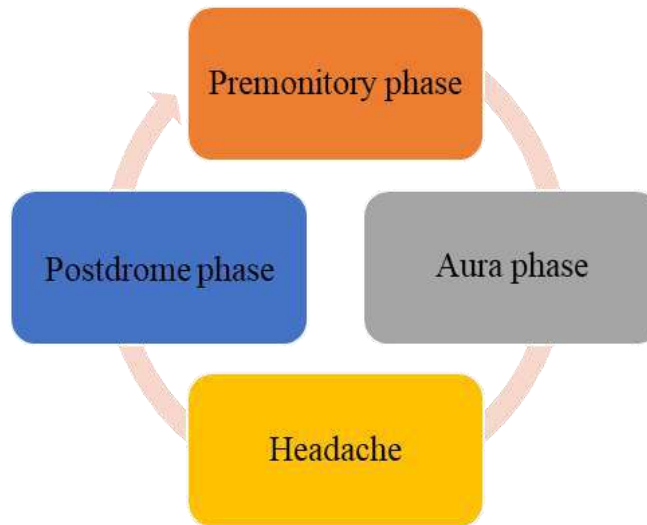 Premonitory phase
Aura phase
Headache
Postdrome phase